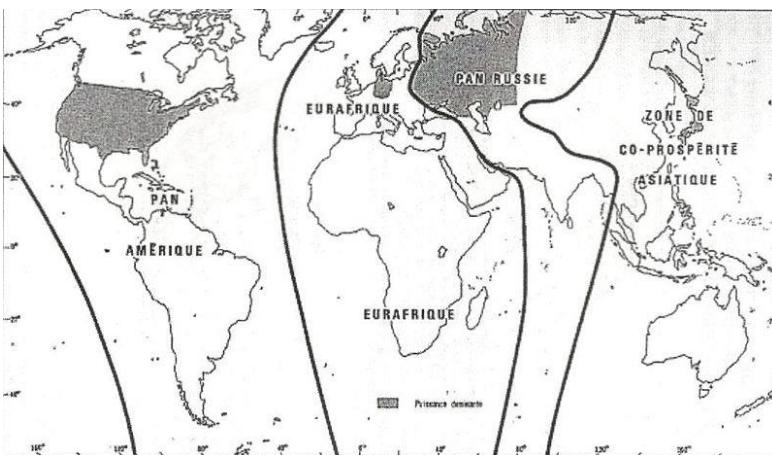 PAN RUSSIE
EURAFRIQUE
ZONE DE
CO-PROSPÉRITÉ
ASIATIQUE
PAN
AMÉRIQUE
EURAFRIQUE
Puissance dominante